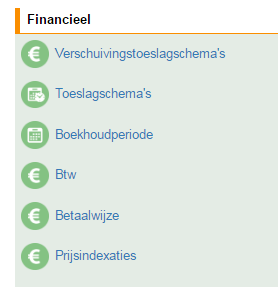 Financieel
Verschuivingstoeslagschema's
Toeslagschema's
Boekhoudperiode
Btw
Betaalwijze
Prijsindexaties